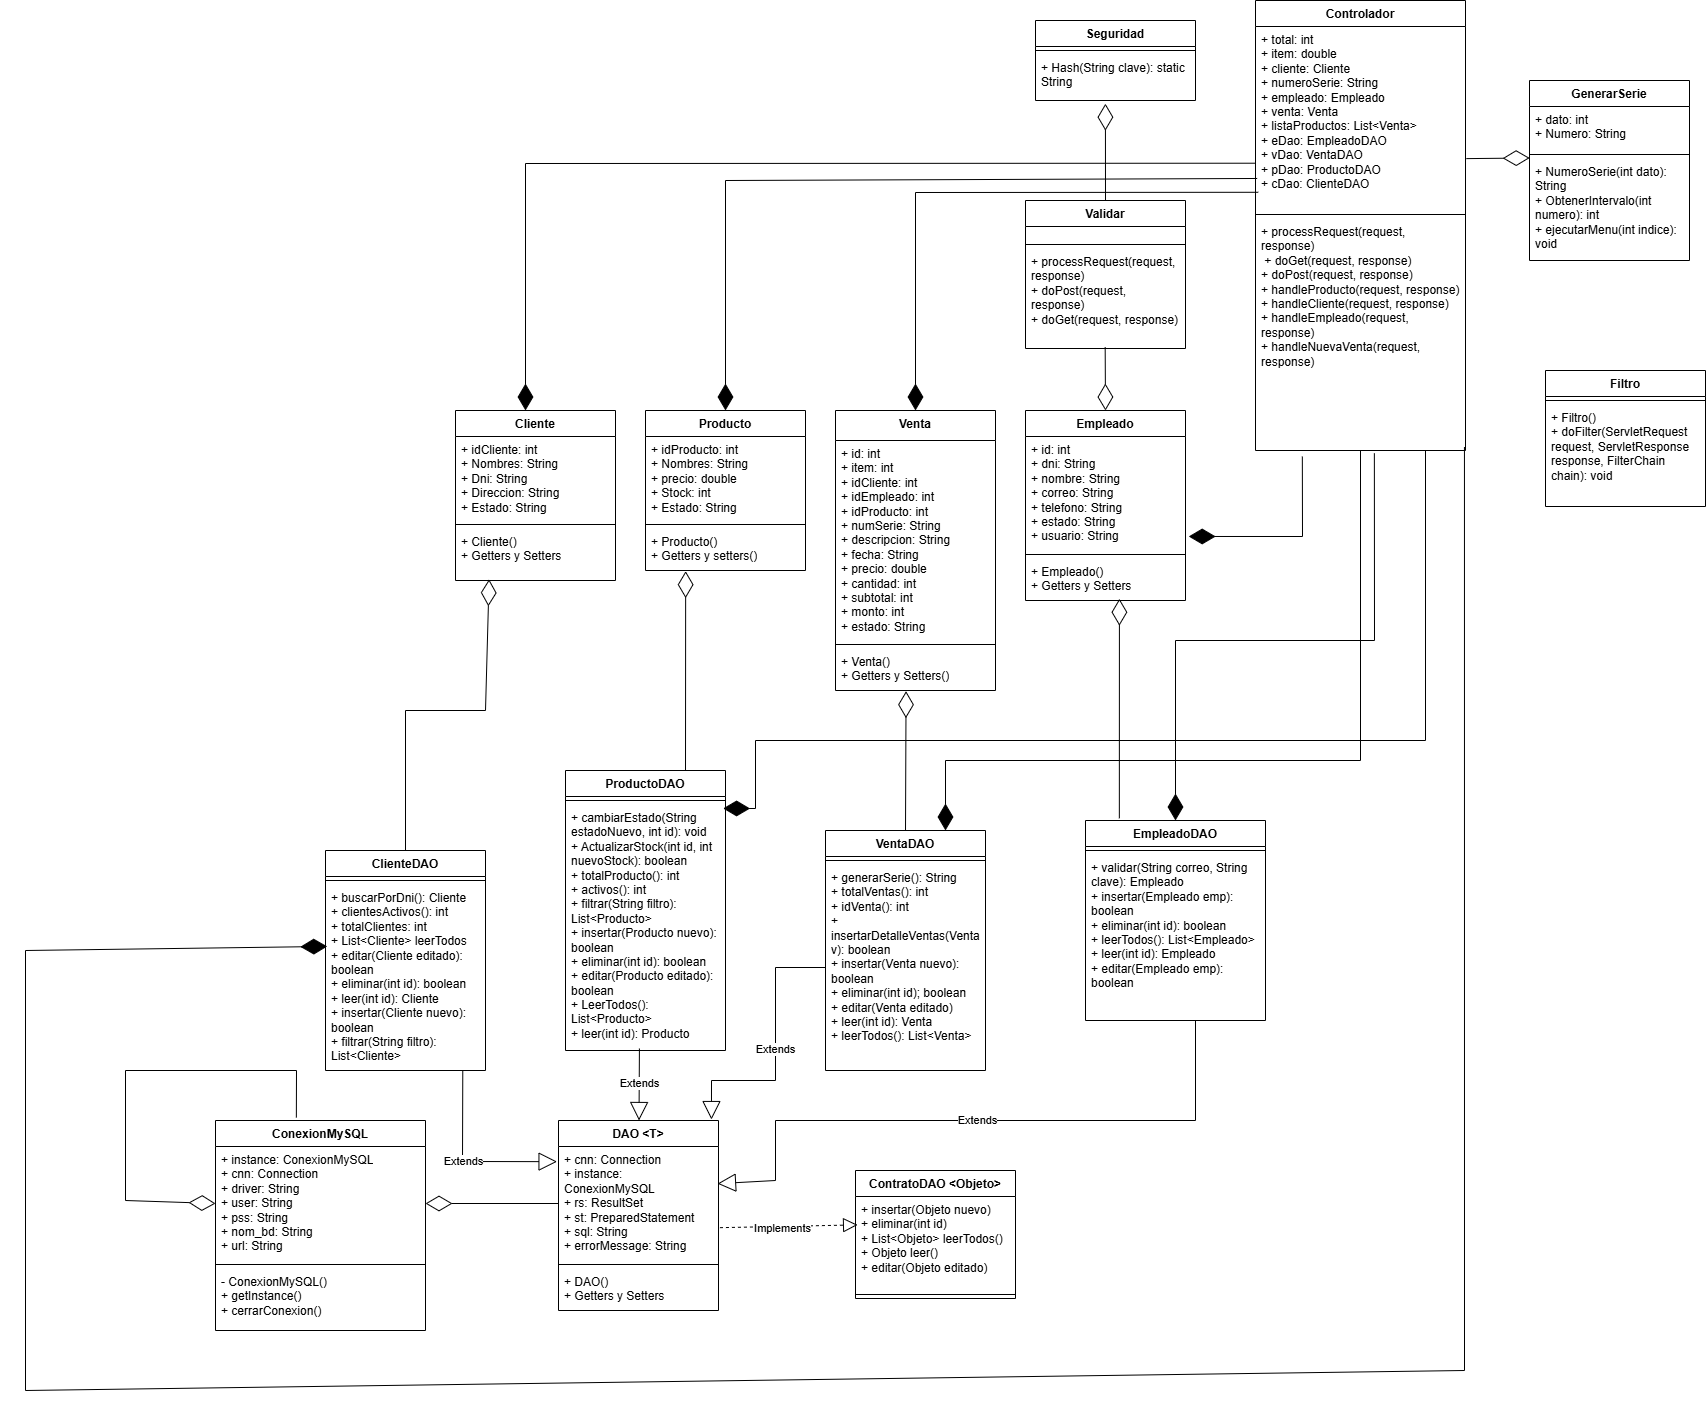 Seguridad
+ Hash(String clave): static
String
Controlador
+ total: int
+ item: double
+ cliente: Cliente
+ numeroSerie: String
+ empleado: Empleado
+ venta: Venta
+ listaProductos: List<Venta>
+ eDao: EmpleadoDAO
+ vDao: VentaDAO
+ pDao: ProductoDAO
+ cDao: ClienteDAO
+ processRequest(request,
response)
+ doGet(request, response)
+ doPost(request, response)
+ handleProducto(request, response)
+ handleCliente(request, response)
+ handleEmpleado(request,
response)
+ handleNuevaVenta(request,
response)
GenerarSerie
+ dato: int
+ Numero: String
+ NumeroSerie(int dato):
String
+ ObtenerIntervalo(int
numero): int
+ ejecutarMenu(int indice):
void
Validar
+ processRequest(request,
response)
+ doPost(request,
response)
+ doGet(request, response)
Filtro
+ Filtro()
+ doFilter(ServletRequest
request, ServletResponse
response, FilterChain
chain): void
Cliente
+ idCliente: int
+ Nombres: String
+ Dni: String
+ Direccion: String
+ Estado: String
+ Cliente()
+ Getters y Setters
Producto
+ idProducto: int
+ Nombres: String
+ precio: double
+ Stock: int
+ Estado: String
+ Producto()
+ Getters y setters()
Venta
+ id: int
+ item: int
+ idCliente: int
+ idEmpleado: int
+ idProducto: int
+ numSerie: String
+ descripcion: String
+ fecha: String
+ precio: double
+ cantidad: int
+ subtotal: int
+ monto: int
+ estado: String
+ Venta()
+ Getters y Setters()
Empleado
+ id: int
+ dni: String
+ nombre: String
+ correo: String
+ telefono: String
+ estado: String
+ usuario: String
+ Empleado()
+ Getters y Setters
ClienteDAO
+ buscarPorDni(): Cliente
+ clientesActivos(): int
+ totalClientes: int
+ List<Cliente> leerTodos
+ editar(Cliente editado):
boolean
+ eliminar(int id): boolean
+ leer(int id): Cliente
+ insertar(Cliente nuevo):
boolean
+ filtrar(String filtro):
List<Cliente>
ProductoDAO
+ cambiarEstado(String
estadoNuevo, int id): void
+ ActualizarStock(int id, int
nuevoStock): boolean
+ totalProducto(): int
+ activos(): int
+ filtrar(String filtro):
List<Producto>
+ insertar(Producto nuevo):
boolean
+ eliminar(int id): boolean
+ editar(Producto editado):
boolean
+ LeerTodos():
List<Producto>
+ leer(int id): Producto
VentaDAO
+ generarSerie(): String
+ totalVentas(): int
+ idVenta(): int
+
insertarDetalleVentas(Venta
v): boolean
+ insertar(Venta nuevo):
boolean
+ eliminar(int id); boolean
+ editar(Venta editado)
+ leer(int id): Venta
+ leerTodos(): List<Venta>
EmpleadoDAO
+ validar(String correo, String
clave): Empleado
+ insertar(Empleado emp):
boolean
+ eliminar(int id): boolean
+ leerTodos(): List<Empleado>
+ leer(int id): Empleado
+ editar(Empleado emp):
boolean
Extends
Extends
Extends
Extends
ConexionMySQL
+ instance: ConexionMySQL
+ cnn: Connection
+ driver: String
+ user: String
+ pss: String
+ nom_bd: String
+ url: String
- ConexionMySQL()
+ getInstance()
+ cerrarConexion()
DAO <T>
+ cnn: Connection
+ instance:
ConexionMySQL
+ rs: ResultSet
+ st: PreparedStatement
+ sql: String
+ errorMessage: String
+ DAO()
+ Getters y Setters
Implements
ContratoDAO <Objeto>
+ insertar(Objeto nuevo)
+ eliminar(int id)
+ List<Objeto> leerTodos()
+ Objeto leer()
+ editar(Objeto editado)